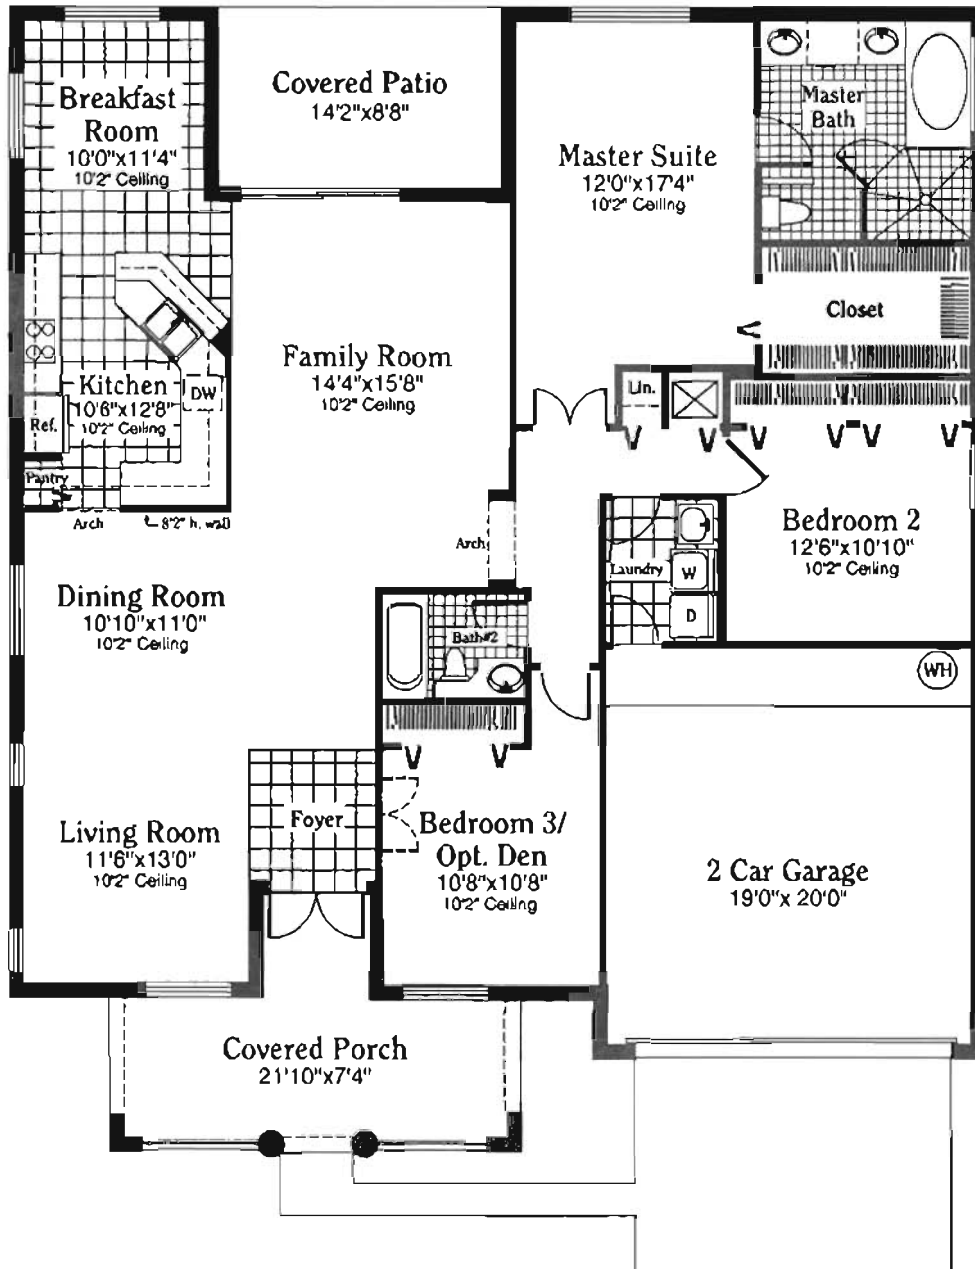 Breakfast
Room
10'0"x11'4"
10'2" Ceiling
Covered Patio
14'2"x8'8"
Master Suite
12'0"x17'4"
10'2" Ceiling
Master
Bath
Closet
Family Room
14'4"x15'8"
10'2" Ceiling
Kitchen
10'6"x12'8"
10'2" Ceiling
DW
Ref.
Pantry
Arch
8'2" h. wall
Lin.
Arch
Laundry
W
D
Bedroom 2
12'6"x10'10"
10'2" Ceiling
Dining Room
10'10"x11'0"
10'2" Ceiling
Bath#2
WH
Living Room
11'6"x13'0"
10'2" Ceiling
Foyer
Bedroom 3/
Opt. Den
10'8"x10'8"
10'2" Ceiling
2 Car Garage
19'0"x 20'0"
Covered Porch
21'10"x7'4"